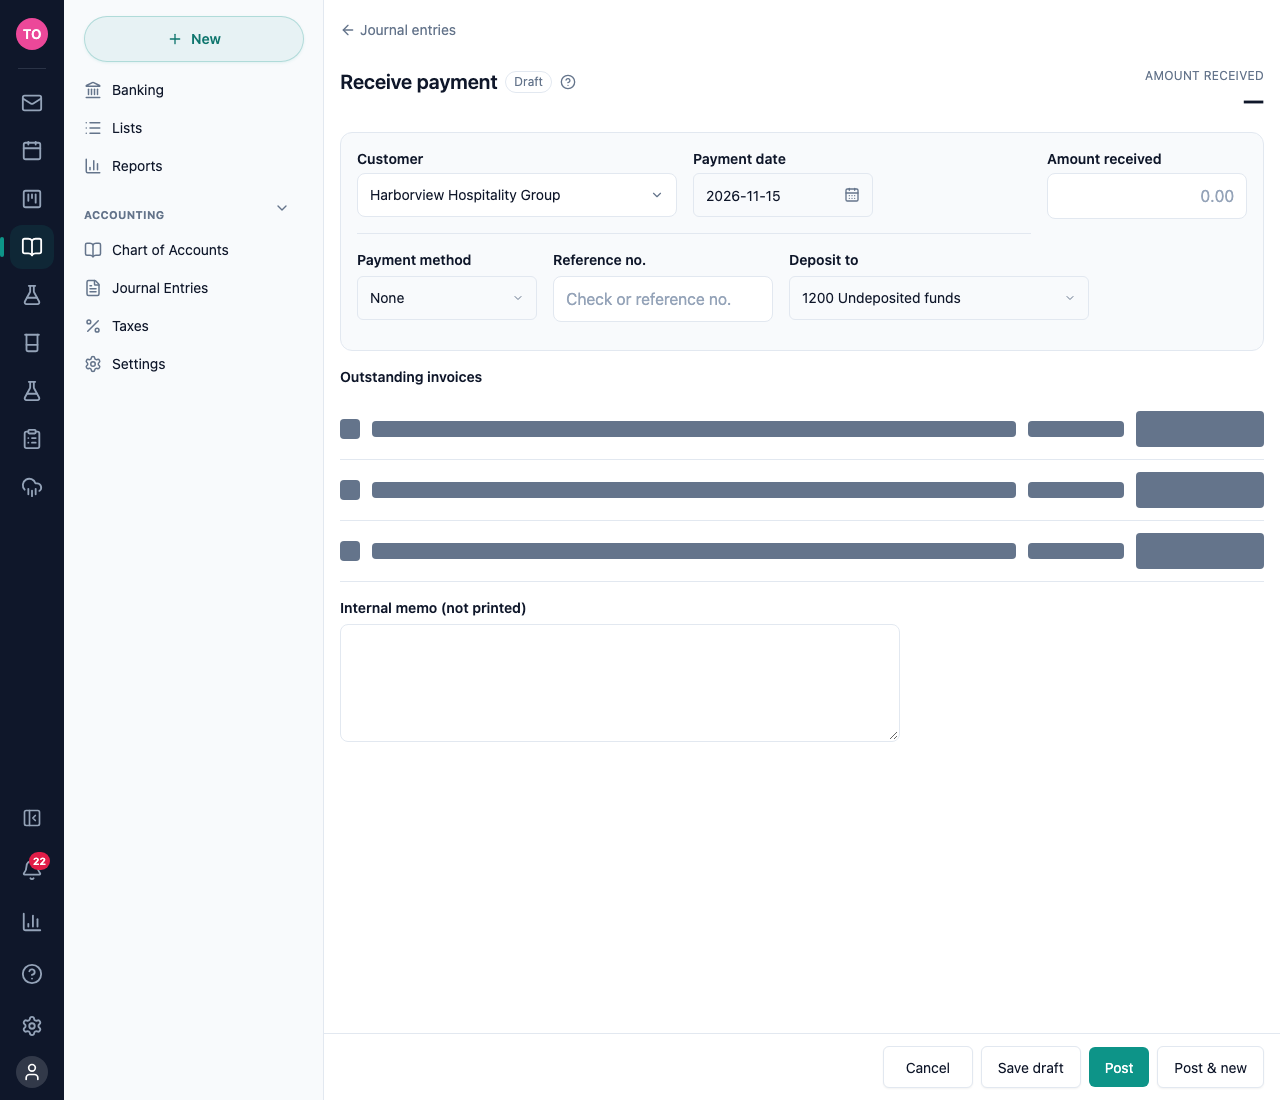 TO
22
New
Banking
Lists
Reports
ACCOUNTING
Chart of Accounts
Journal Entries
Taxes
Settings
Journal entries
Receive payment
Draft
AMOUNT RECEIVED
Customer
Harborview Hospitality Group
Payment date
2026-11-15
Amount received
0.00
Payment method
None
Reference no.
Check or reference no.
Deposit to
1200 Undeposited funds
Outstanding invoices
Internal memo (not printed)
Cancel
Save draft
Post
Post & new